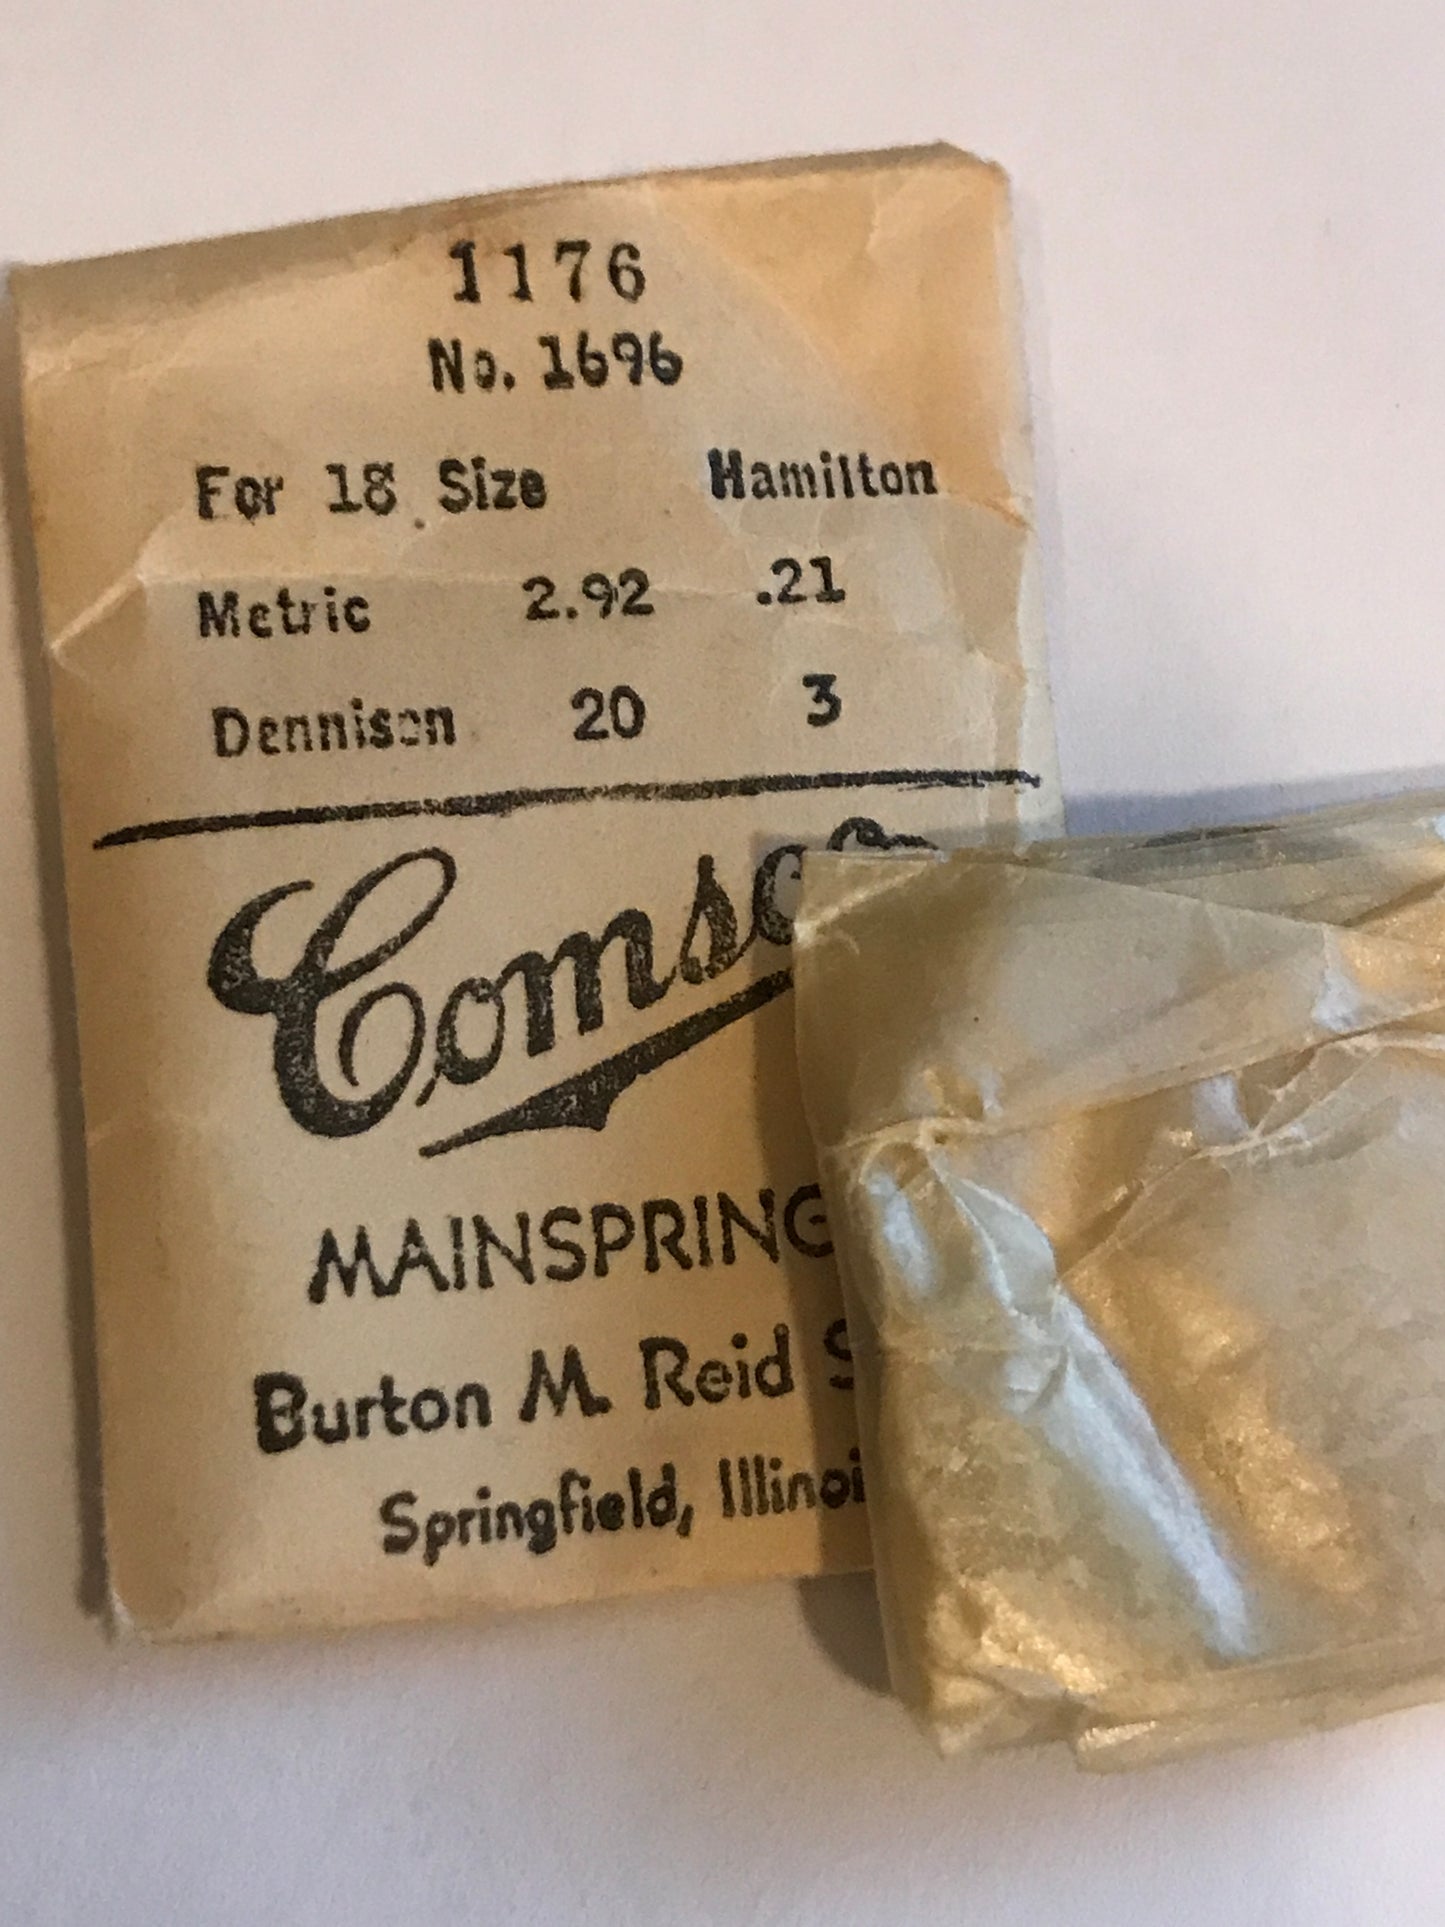 1176
No. 1696
For 18 Size Hamilton
Metric 2.92 .21
Dennison 20 3
MAINSPRING
Burton M. Reid
Springfield,